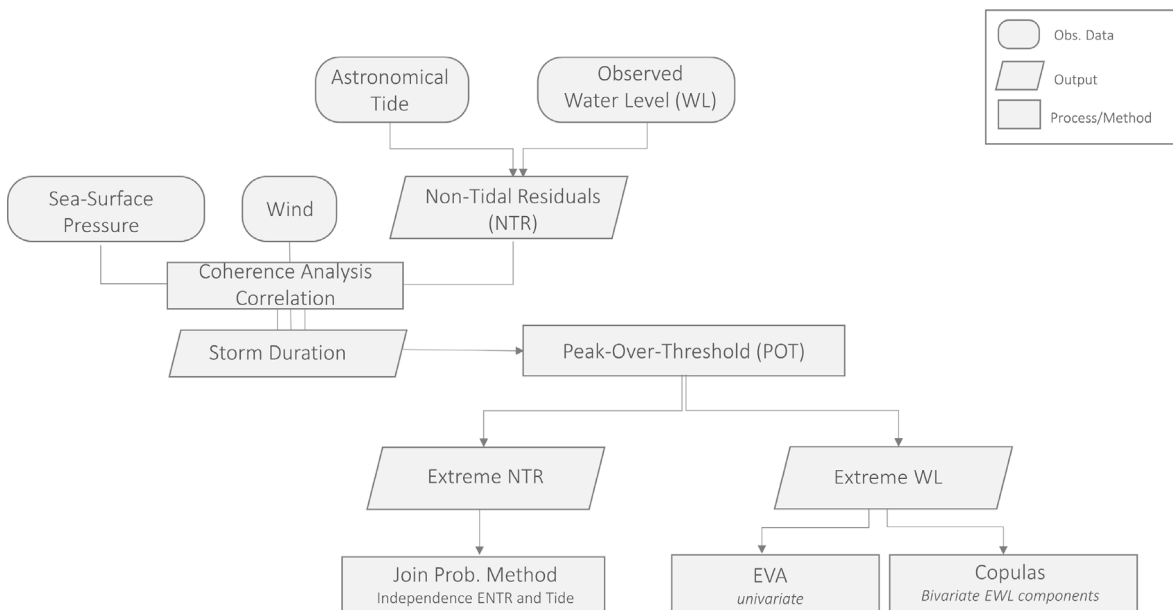 Obs. Data
Output
Process/Method
Astronomical
Tide
Observed
Water Level (WL)
Sea-Surface
Pressure
Wind
Non-Tidal Residuals
(NTR)
Coherence Analysis
Correlation
Storm Duration
Peak-Over-Threshold (POT)
Extreme NTR
Extreme WL
Join Prob. Method
Independence ENTR and Tide
EVA
univariate
Copulas
Bivariate EWL components